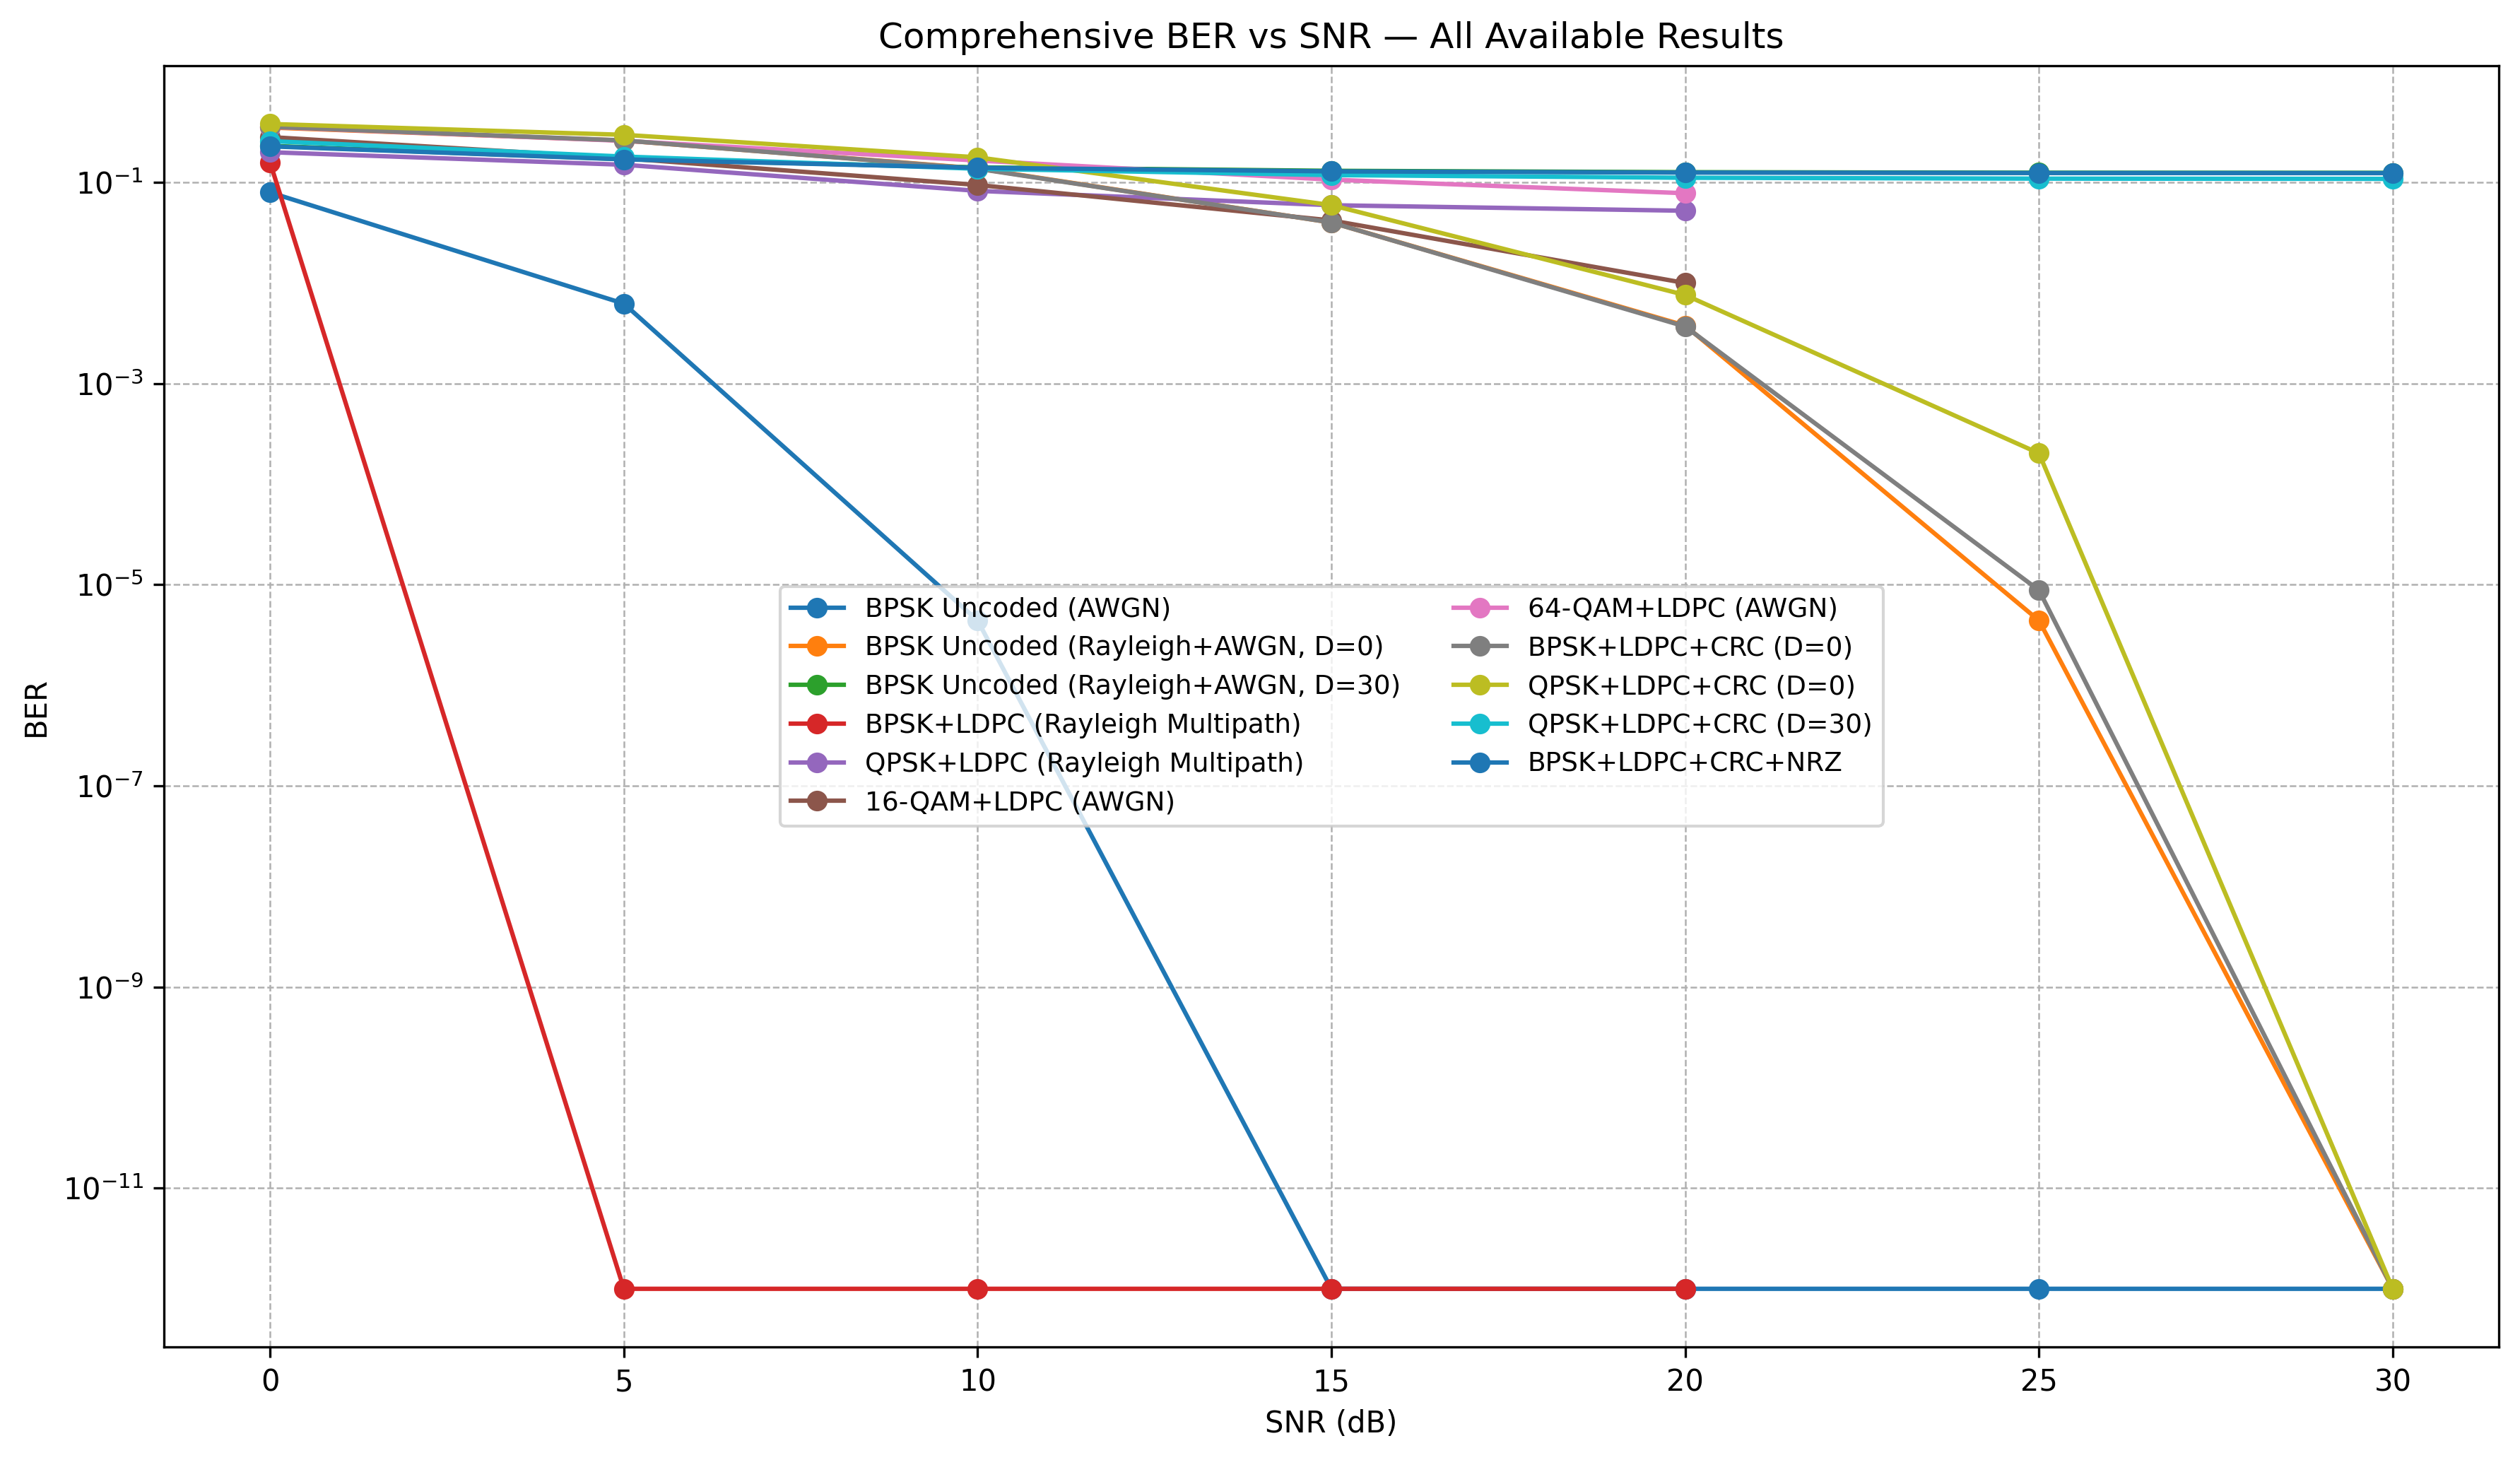 Comprehensive BER vs SNR — All Available Results
BER
10⁻¹
10⁻³
10⁻⁵
10⁻⁷
10⁻⁹
10⁻¹¹
BPSK Uncoded (AWGN)
BPSK Uncoded (Rayleigh+AWGN, D=0)
BPSK Uncoded (Rayleigh+AWGN, D=30)
BPSK+LDPC (Rayleigh Multipath)
QPSK+LDPC (Rayleigh Multipath)
16-QAM+LDPC (AWGN)
64-QAM+LDPC (AWGN)
BPSK+LDPC+CRC (D=0)
QPSK+LDPC+CRC (D=0)
QPSK+LDPC+CRC (D=30)
BPSK+LDPC+CRC+NRZ
0 5 10 15 20 25 30
SNR (dB)